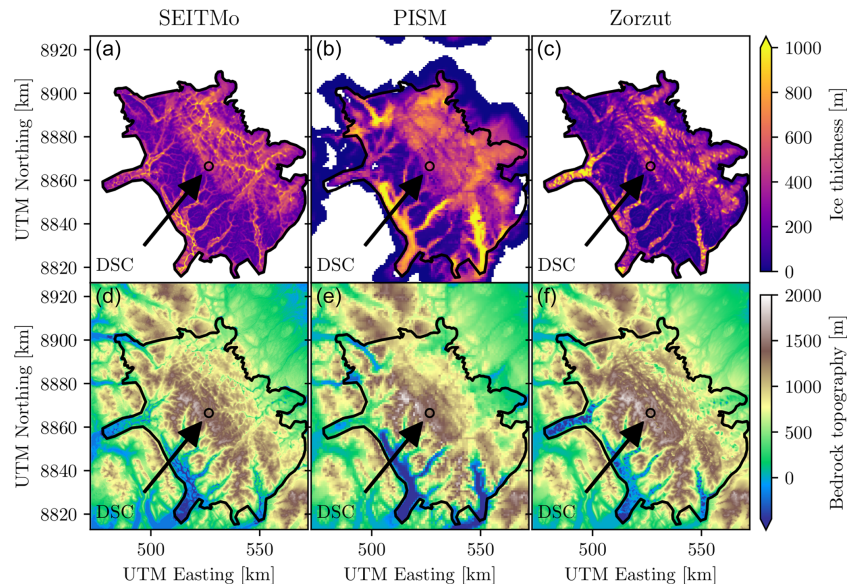 SEITMo PISM Zorzut
(a) (b) (c)
8920
8900
8880
8860
8840
8820
UTM Northing [km]
DSC DSC DSC
1000
800
600
400
200
0
Ice thickness [m]
(d) (e) (f)
8920
8900
8880
8860
8840
8820
UTM Northing [km]
DSC DSC DSC
2000
1500
1000
500
0
Bedrock topography [m]
500 550 500 550 500 550
UTM Easting [km] UTM Easting [km] UTM Easting [km]